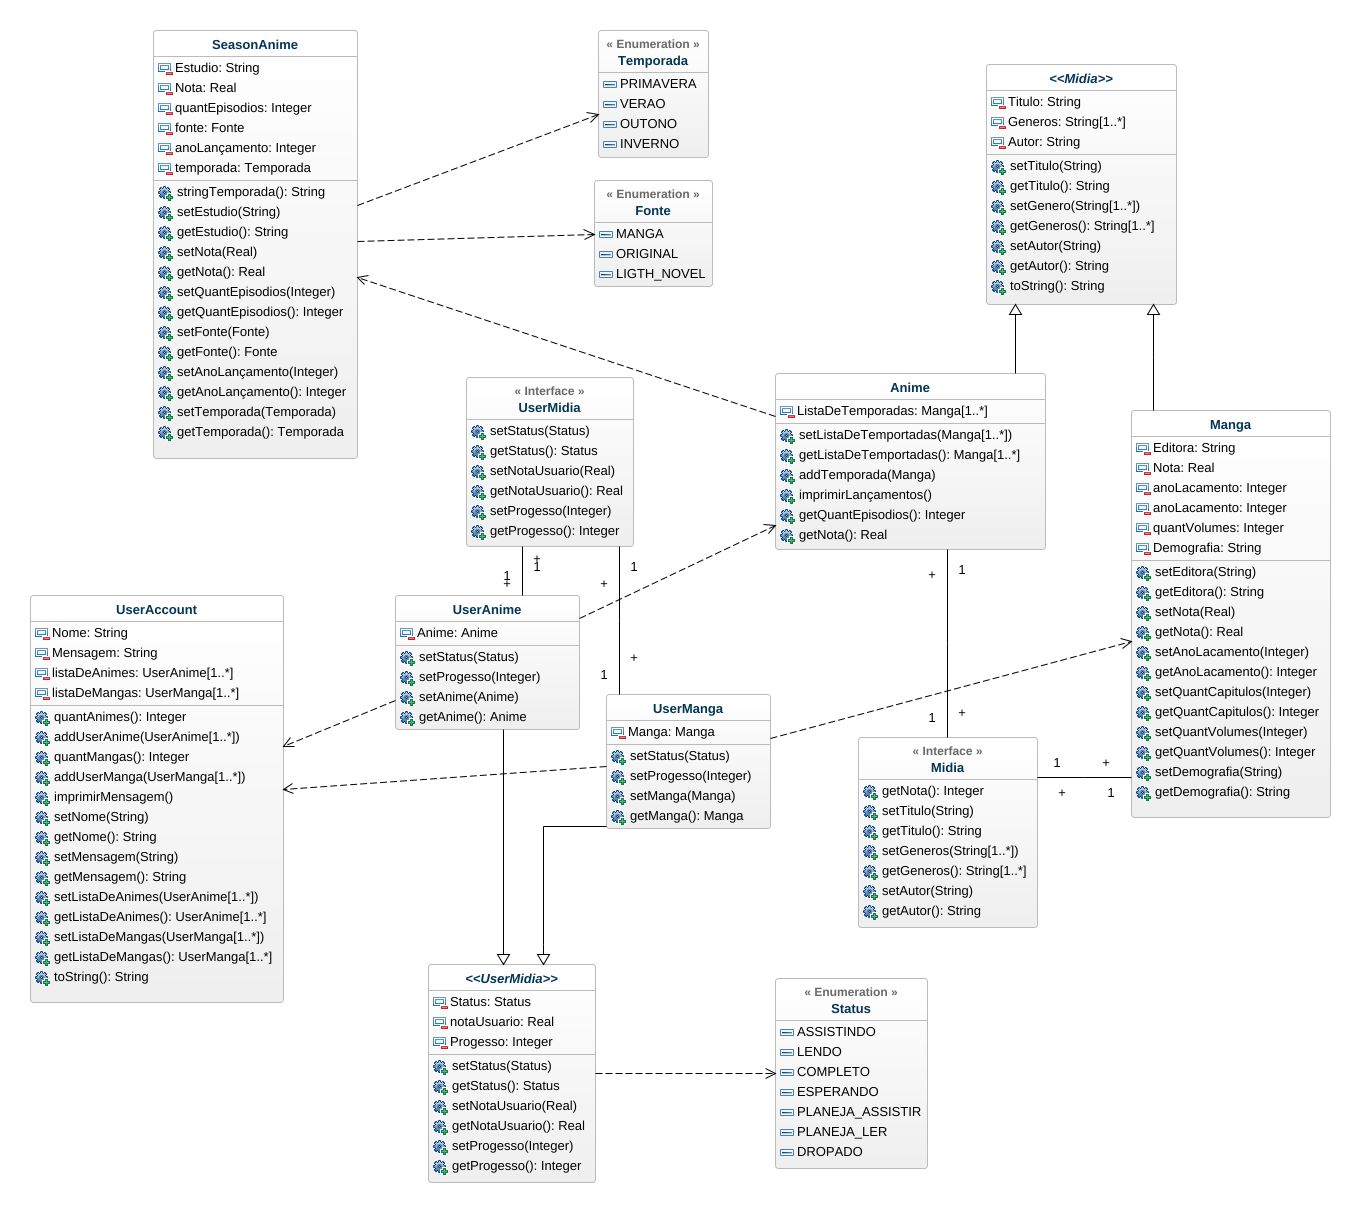 SeasonAnime
Estudio: String
Nota: Real
quantEpisodios: Integer
fonte: Fonte
anoLançamento: Integer
temporada: Temporada
stringTemporada(): String
setEstudio(String)
getEstudio(): String
setNota(Real)
getNota(): Real
setQuantEpisodios(Integer)
getQuantEpisodios(): Integer
setFonte(Fonte)
getFonte(): Fonte
setAnoLançamento(Integer)
getAnoLançamento(): Integer
setTemporada(Temporada)
getTemporada(): Temporada
« Enumeration »
Temporada
PRIMAVERA
VERAO
OUTONO
INVERNO
« Enumeration »
Fonte
MANGA
ORIGINAL
LIGTH_NOVEL
<<Midia>>
Titulo: String
Generos: String[1..*]
Autor: String
setTitulo(String)
getTitulo(): String
setGenero(String[1..*])
getGeneros(): String[1..*]
setAutor(String)
getAutor(): String
toString(): String
« Interface »
UserMidia
setStatus(Status)
getStatus(): Status
setNotaUsuario(Real)
getNotaUsuario(): Real
setProgesso(Integer)
getProgesso(): Integer
Anime
ListaDeTemporadas: Manga[1..*]
setListaDeTemportadas(Manga[1..*])
getListaDeTemportadas(): Manga[1..*]
addTemporada(Manga)
imprimirLançamentos()
getQuantEpisodios(): Integer
getNota(): Real
Manga
Editora: String
Nota: Real
anoLacamento: Integer
anoLacamento: Integer
quantVolumes: Integer
Demografia: String
setEditora(String)
getEditora(): String
setNota(Real)
getNota(): Real
setAnoLacamento(Integer)
getAnoLacamento(): Integer
setQuantCapitulos(Integer)
getQuantCapitulos(): Integer
setQuantVolumes(Integer)
getQuantVolumes(): Integer
setDemografia(String)
getDemografia(): String
+
1
1
+
1
+
+
1
+
1
+
1
UserAccount
Nome: String
Mensagem: String
listaDeAnimes: UserAnime[1..*]
listaDeMangas: UserManga[1..*]
quantAnimes(): Integer
addUserAnime(UserAnime[1..*])
quantMangas(): Integer
addUserManga(UserManga[1..*])
imprimirMensagem()
setNome(String)
getNome(): String
setMensagem(String)
getMensagem(): String
setListaDeAnimes(UserAnime[1..*])
getListaDeAnimes(): UserAnime[1..*]
setListaDeMangas(UserManga[1..*])
getListaDeMangas(): UserManga[1..*]
toString(): String
UserAnime
Anime: Anime
setStatus(Status)
setProgesso(Integer)
setAnime(Anime)
getAnime(): Anime
UserManga
Manga: Manga
setStatus(Status)
setProgesso(Integer)
setManga(Manga)
getManga(): Manga
« Interface »
Midia
getNota(): Integer
setTitulo(String)
getTitulo(): String
setGeneros(String[1..*])
getGeneros(): String[1..*]
setAutor(String)
getAutor(): String
1
+
+
1
<<UserMidia>>
Status: Status
notaUsuario: Real
Progesso: Integer
setStatus(Status)
getStatus(): Status
setNotaUsuario(Real)
getNotaUsuario(): Real
setProgesso(Integer)
getProgesso(): Integer
« Enumeration »
Status
ASSISTINDO
LENDO
COMPLETO
ESPERANDO
PLANEJA_ASSISTIR
PLANEJA_LER
DROPADO